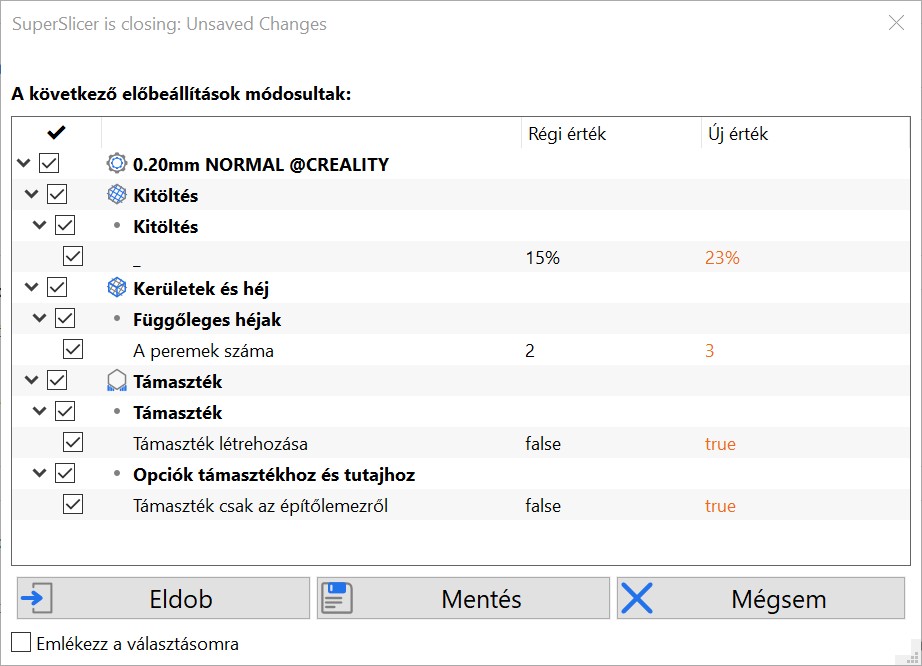 SuperSlicer is closing: Unsaved Changes
A következő előbeállítások módosultak:
Régi érték Új érték
0.20mm NORMAL @CREALITY
Kitöltés
Kitöltés
_ 15% 23%
Kerületek és héj
Függőleges héjak
A peremek száma 2 3
Támaszték
Támaszték
Támaszték létrehozása false true
Opciók támasztékhoz és tutajhoz
Támaszték csak az építőlemezről false true
Eldob Mentés Mégsem
Emlékezz a választásomra